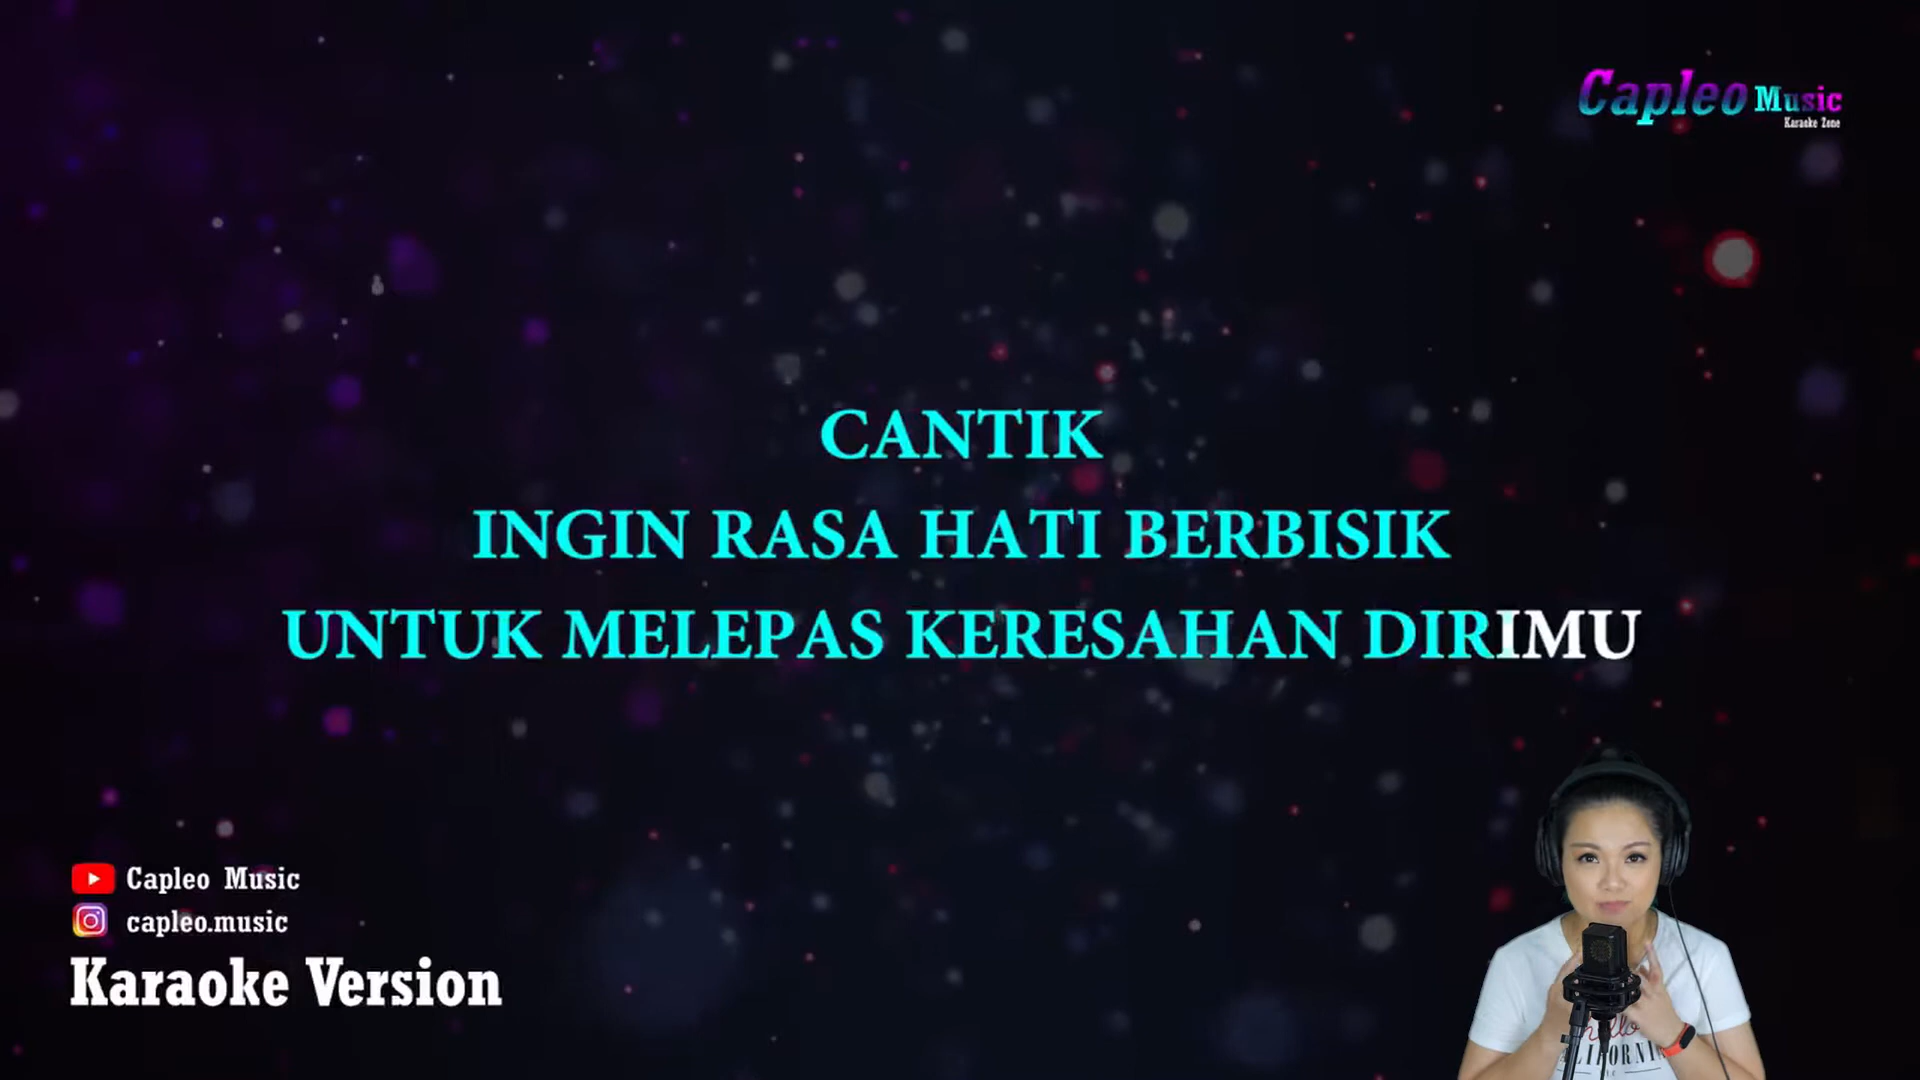 Capleo Music
Karaoke Zone
CANTIK
INGIN RASA HATI BERBISIK
UNTUK MELEPAS KERESAHAN DIRIMU
Capleo Music
capleo.music
Karaoke Version